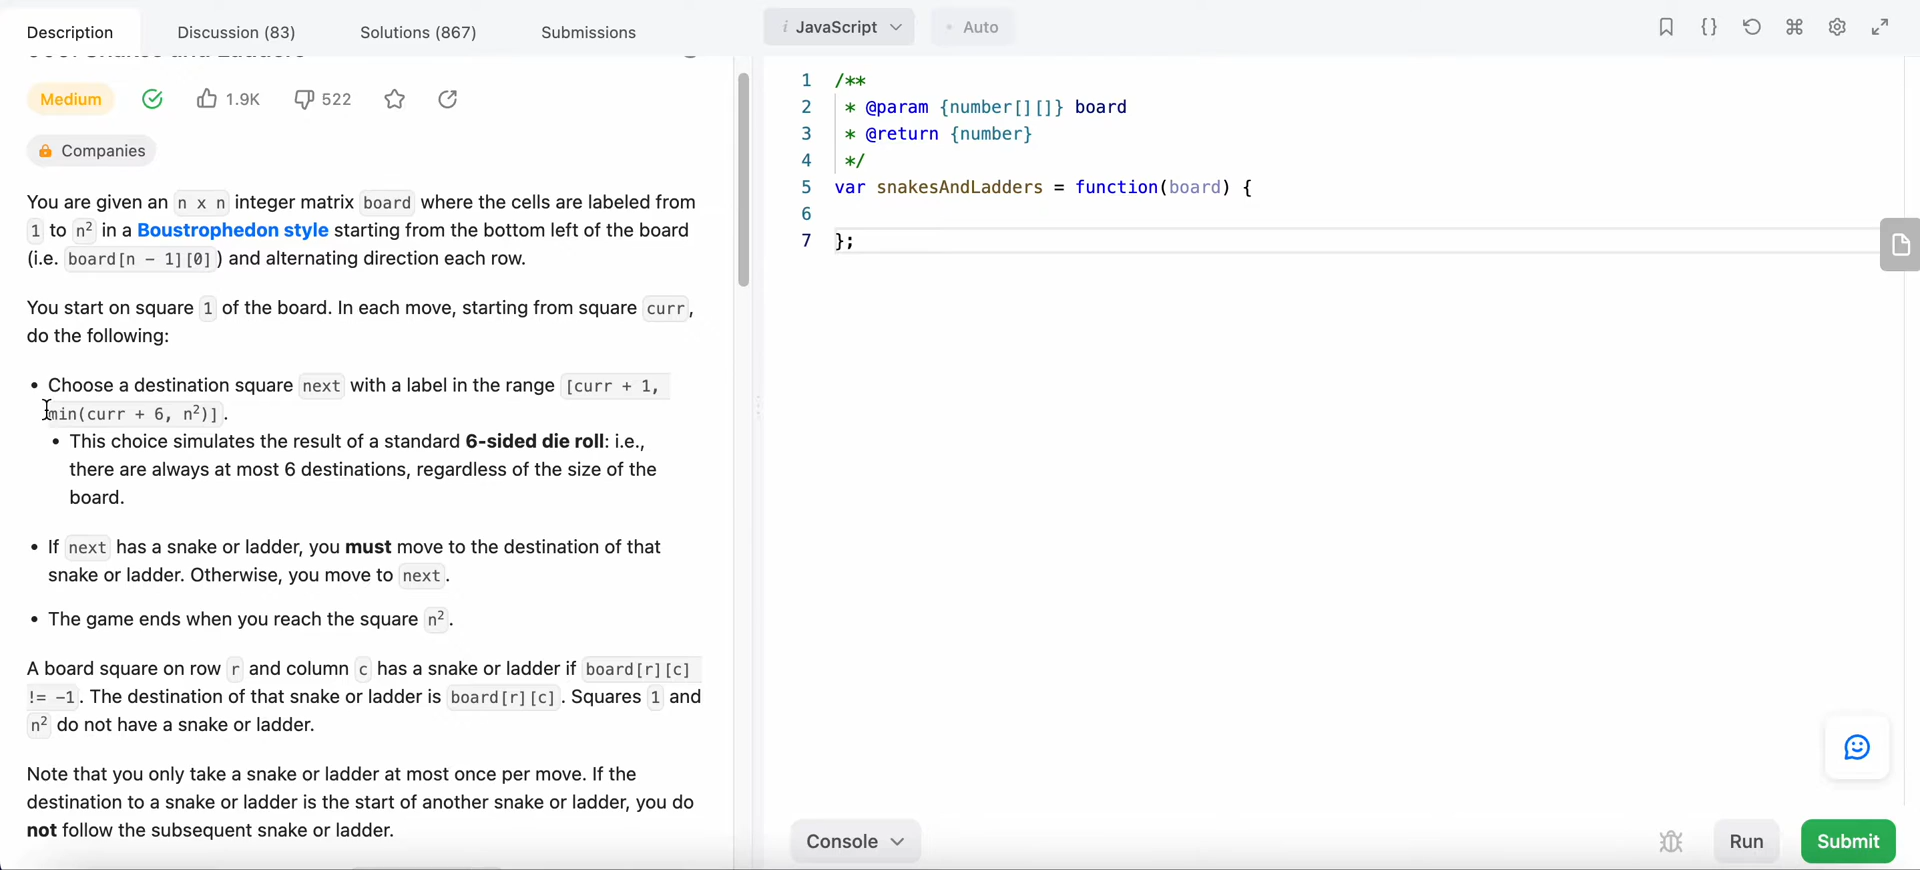 Description Discussion (83) Solutions (867) Submissions
Medium 1.9K 522
Companies
You are given an n x n integer matrix board where the cells are labeled from
1 to n² in a Boustrophedon style starting from the bottom left of the board
(i.e. board[n - 1][0]) and alternating direction each row.
You start on square 1 of the board. In each move, starting from square curr,
do the following:
• Choose a destination square next with a label in the range [curr + 1,
min(curr + 6, n²)].
• This choice simulates the result of a standard 6-sided die roll: i.e.,
there are always at most 6 destinations, regardless of the size of the
board.
• If next has a snake or ladder, you must move to the destination of that
snake or ladder. Otherwise, you move to next.
• The game ends when you reach the square n².
A board square on row r and column c has a snake or ladder if board[r][c]
!= -1. The destination of that snake or ladder is board[r][c]. Squares 1 and
n² do not have a snake or ladder.
Note that you only take a snake or ladder at most once per move. If the
destination to a snake or ladder is the start of another snake or ladder, you do
not follow the subsequent snake or ladder.
i JavaScript • Auto {}
1 /**
2 * @param {number[][]} board
3 * @return {number}
4 */
5 var snakesAndLadders = function(board) {
6
7 };
Console Run Submit